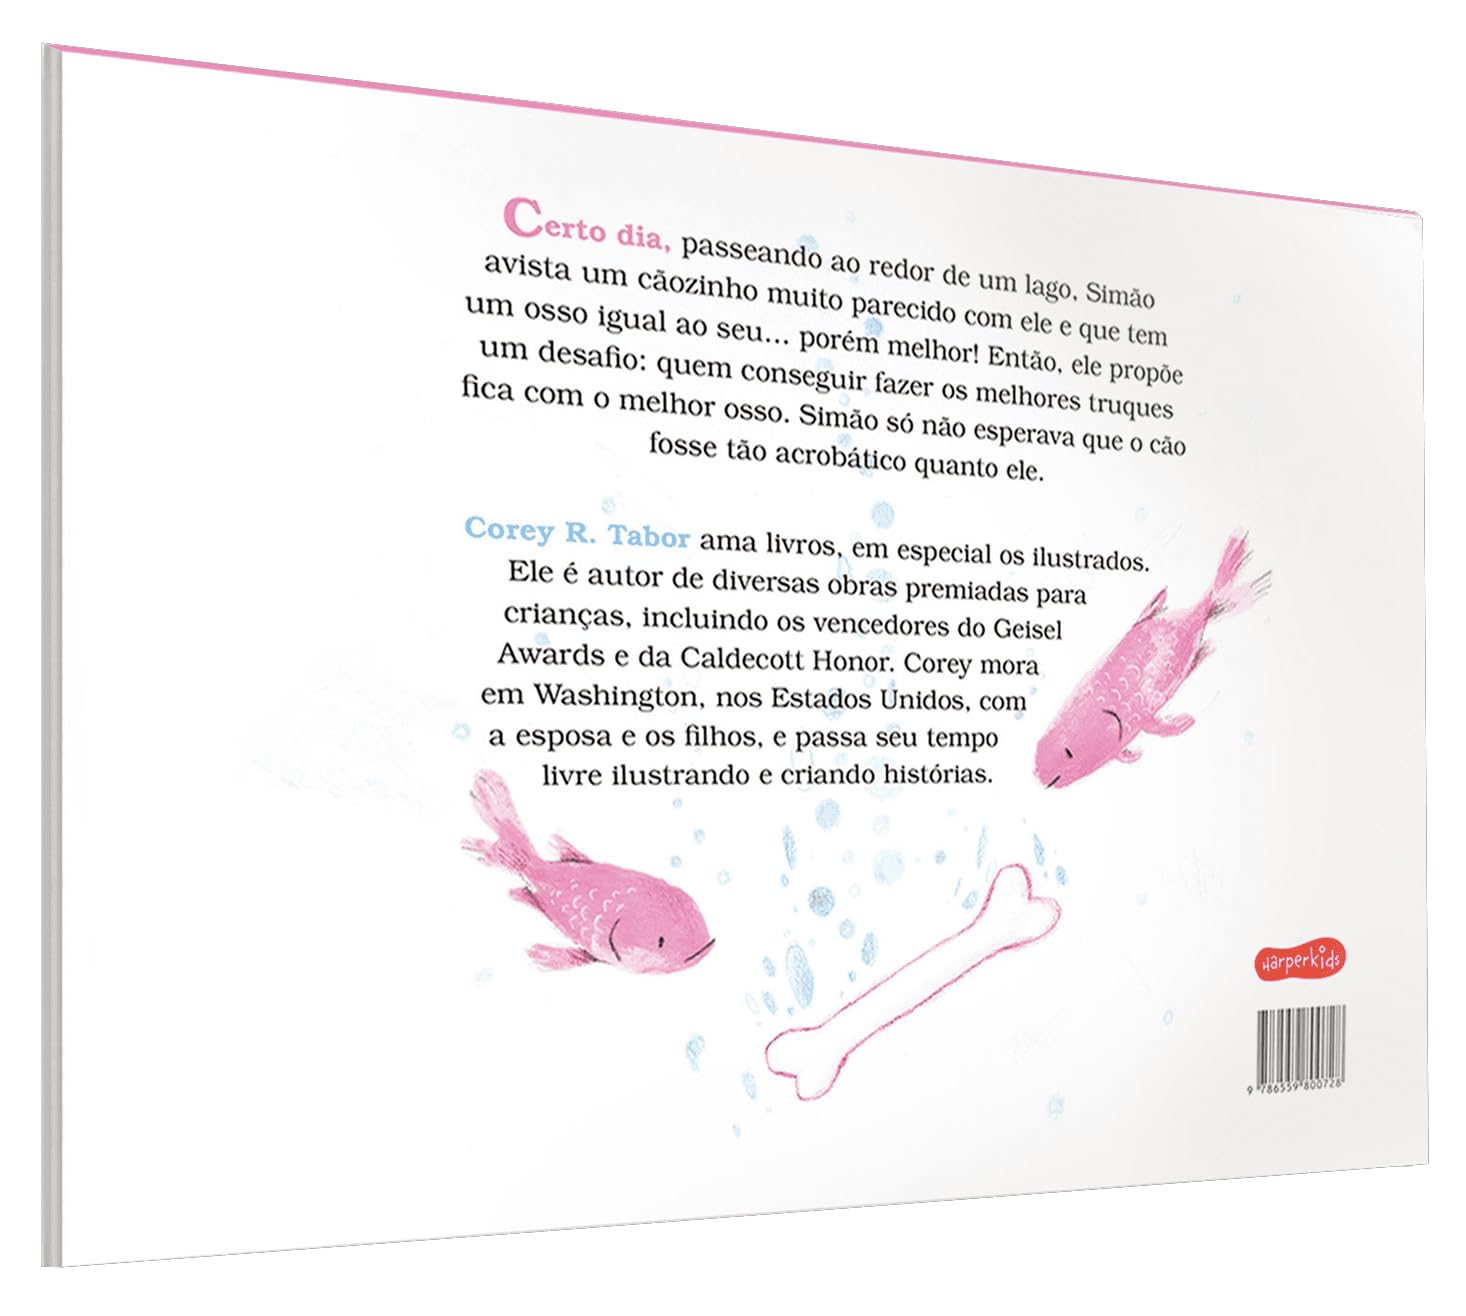 Certo dia, passeando ao redor de um lago, Simão
avista um cãozinho muito parecido com ele e que tem
um osso igual ao seu... porém melhor! Então, ele propõe
um desafio: quem conseguir fazer os melhores truques
fica com o melhor osso. Simão só não esperava que o cão
fosse tão acrobático quanto ele.
Corey R. Tabor ama livros, em especial os ilustrados.
Ele é autor de diversas obras premiadas para
crianças, incluindo os vencedores do Geisel
Awards e da Caldecott Honor. Corey mora
em Washington, nos Estados Unidos, com
a esposa e os filhos, e passa seu tempo
livre ilustrando e criando histórias.
HarperKids
9 786559 800728